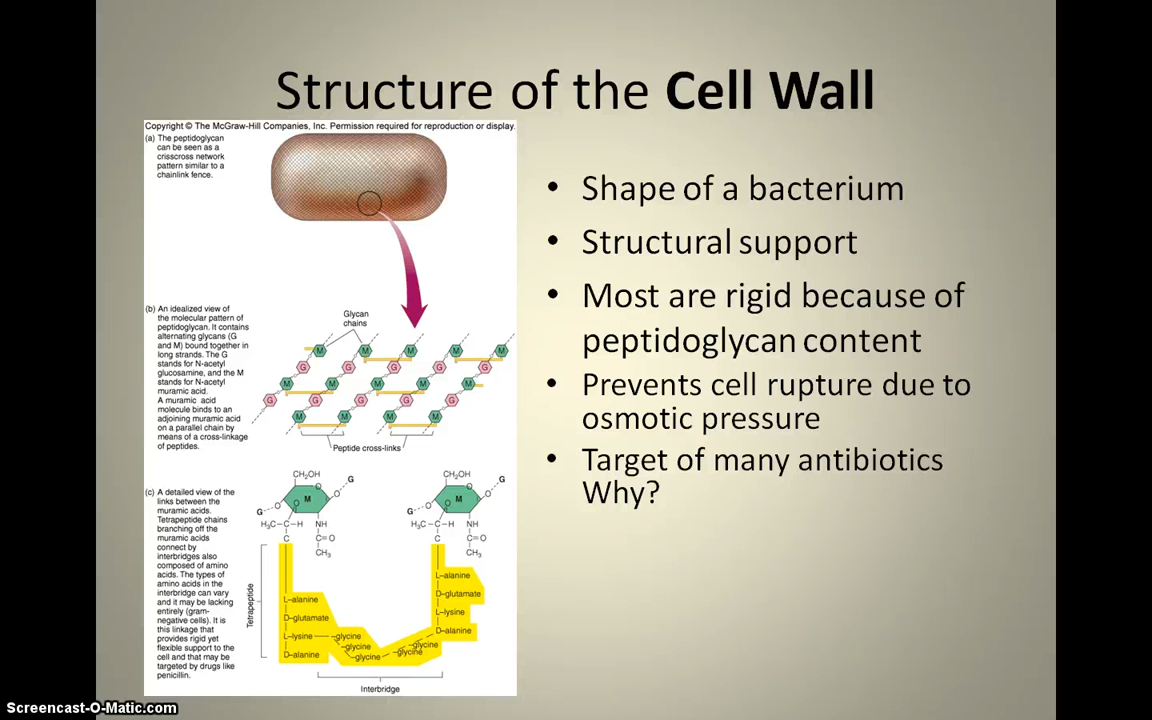 Structure of the Cell Wall
Copyright © The McGraw-Hill Companies, Inc. Permission required for reproduction or display.
(a) The peptidoglycan
can be seen as a
crisscross network
pattern similar to a
chainlink fence.
(b) An idealized view of
the molecular pattern of
peptidoglycan. It contains
alternating glycans (G
and M) bound together in
long strands. The G
stands for N-acetyl
glucosamine, and the M
stands for N-acetyl
muramic acid.
A muramic acid
molecule binds to an
adjoining muramic acid
on a parallel chain by
means of a cross-linkage
of peptides.
Glycan
chains
M M M M M
G G G G
M M M M M
G G G G
M M M M
Peptide cross-links
(c) A detailed view of the
links between the
muramic acids.
Tetrapeptide chains
branching off the
muramic acids
connect by
interbridges also
composed of amino
acids. The types of
amino acids in the
interbridge can vary
and it may be lacking
entirely (gram-
negative cells). It is
this linkage that
provides rigid yet
flexible support to the
cell and that may be
targeted by drugs like
penicillin.
CH2OH CH2OH
G G
O O O O
M M
G O O G O O
H3C–C–H NH H3C–C–H NH
C C=O C C=O
CH3 CH3
Tetrapeptide
L–alanine
D–glutamate
L–lysine –glycine
–glycine
–glycine
D–alanine
–glycine
–glycine
L–alanine
D–glutamate
L–lysine
D–alanine
Interbridge
• Shape of a bacterium
• Structural support
• Most are rigid because of
peptidoglycan content
• Prevents cell rupture due to
osmotic pressure
• Target of many antibiotics
Why?
Screencast-O-Matic.com